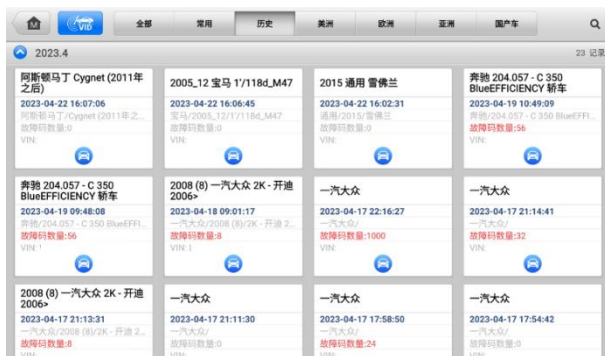 VID
全部
常用
历史
美洲
欧洲
亚洲
国产车
2023.4
23 记录
阿斯顿马丁 Cygnet (2011年
之后)
2023-04-22 16:07:06
阿斯顿马丁/Cygnet (2011年之...
故障码数量:0
VIN:
2005_12 宝马 1'/118d_M47
2023-04-22 16:06:45
宝马/2005_12/1'/118d_M47
故障码数量:0
VIN:
2015 通用 雪佛兰
2023-04-22 16:02:31
通用/2015/雪佛兰
故障码数量:0
VIN:
奔驰 204.057 - C 350
BlueEFFICIENCY 轿车
2023-04-19 10:49:09
奔驰/204.057 - C 350 BlueEFFI...
故障码数量:56
VIN:
奔驰 204.057 - C 350
BlueEFFICIENCY 轿车
2023-04-19 09:48:08
奔驰/204.057 - C 350 BlueEFFI...
故障码数量:56
VIN:
2008 (8) 一汽大众 2K - 开迪
2006>
2023-04-18 09:01:17
一汽大众/2008 (8)/2K - 开迪 2...
故障码数量:8
VIN:
一汽大众
2023-04-17 22:16:27
一汽大众/
故障码数量:1000
VIN:
一汽大众
2023-04-17 21:14:41
一汽大众/
故障码数量:32
VIN:
2008 (8) 一汽大众 2K - 开迪
2006>
2023-04-17 21:13:31
一汽大众/2008 (8)/2K - 开迪 2...
故障码数量:8
VIN:
一汽大众
2023-04-17 21:11:30
一汽大众/
故障码数量:0
VIN:
一汽大众
2023-04-17 17:58:50
一汽大众/
故障码数量:24
VIN:
一汽大众
2023-04-17 17:54:42
一汽大众/
故障码数量:0
VIN: